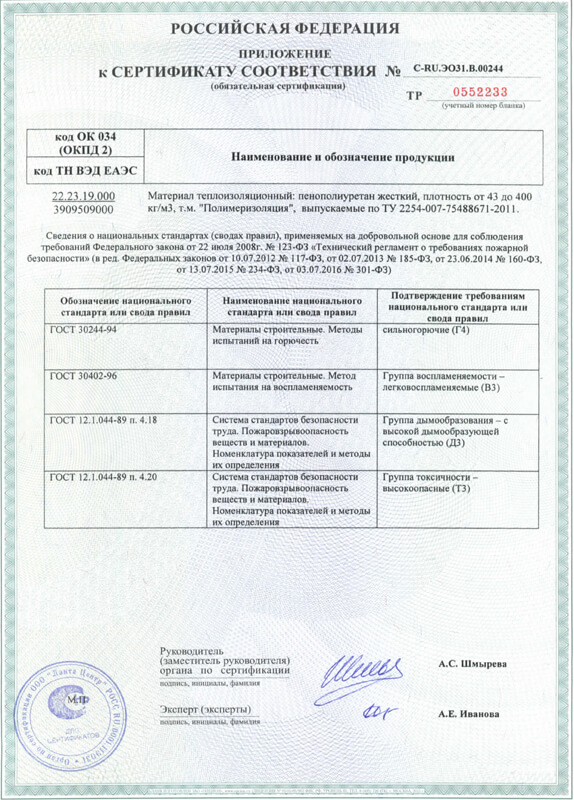 РОССИЙСКАЯ ФЕДЕРАЦИЯ
ПРИЛОЖЕНИЕ
к СЕРТИФИКАТУ СООТВЕТСТВИЯ № C-RU.ЭО31.В.00244
(обязательная сертификация)
ТР 0552233
(учетный номер бланка)
код ОК 034
(ОКПД 2)
код ТН ВЭД ЕАЭС
Наименование и обозначение продукции
22.23.19.000
3909509000
Материал теплоизоляционный: пенополиуретан жесткий, плотность от 43 до 400
кг/м3, т.м. "Полимеризоляция", выпускаемые по ТУ 2254-007-75488671-2011.
Сведения о национальных стандартах (сводах правил), применяемых на добровольной основе для соблюдения
требований Федерального закона от 22 июля 2008г. № 123-ФЗ «Технический регламент о требованиях пожарной
безопасности» (в ред. Федеральных законов от 10.07.2012 № 117-ФЗ, от 02.07.2013 № 185-ФЗ, от 23.06.2014 № 160-ФЗ,
от 13.07.2015 № 234-ФЗ, от 03.07.2016 № 301-ФЗ)
Обозначение национального
стандарта или свода правил
Наименование национального
стандарта или свода правил
Подтверждение требованиям
национального стандарта или
свода правил
ГОСТ 30244-94
Материалы строительные. Методы
испытаний на горючесть
сильногорючие (Г4)
ГОСТ 30402-96
Материалы строительные. Метод
испытания на воспламеняемость
Группа воспламеняемости –
легковоспламеняемые (В3)
ГОСТ 12.1.044-89 п. 4.18
Система стандартов безопасности
труда. Пожаровзрывоопасность
веществ и материалов.
Номенклатура показателей и методы
их определения
Группа дымообразования – с
высокой дымообразующей
способностью (Д3)
ГОСТ 12.1.044-89 п. 4.20
Система стандартов безопасности
труда. Пожаровзрывоопасность
веществ и материалов.
Номенклатура показателей и методы
их определения
Группа токсичности –
высокоопасные (Т3)
Руководитель
(заместитель руководителя)
органа по сертификации
подпись, инициалы, фамилия
А.С. Шмырева
Эксперт (эксперты)
подпись, инициалы, фамилия
А.Е. Иванова
М.П.
ДЛЯ
СЕРТИФИКАТОВ